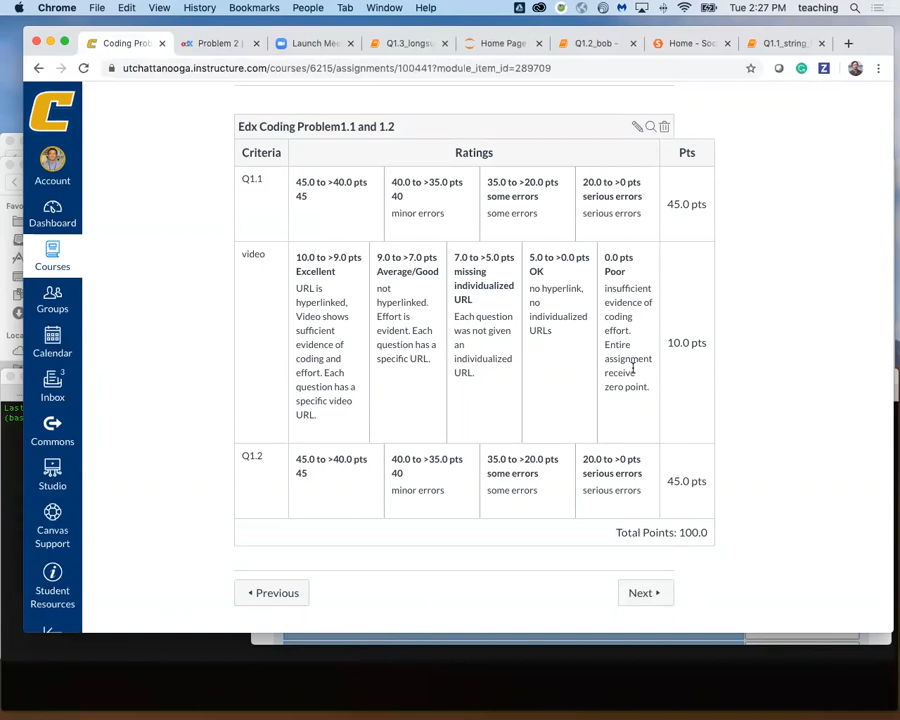 Chrome File Edit View History Bookmarks People Tab Window Help Tue 2:27 PM teaching
Coding Prob Problem 2 | Launch Mee Q1.3_longsu Home Page Q1.2_bob - Home - Soc Q1.1_string_
utchattanooga.instructure.com/courses/6215/assignments/100441?module_item_id=289709
Account
Dashboard
Courses
Groups
Calendar
3
Inbox
Commons
Studio
Canvas
Support
Student
Resources
Favo
Loca
Last
(bas
Edx Coding Problem1.1 and 1.2
Criteria Ratings Pts
Q1.1
45.0 to >40.0 pts
45
40.0 to >35.0 pts
40
minor errors
35.0 to >20.0 pts
some errors
some errors
20.0 to >0 pts
serious errors
serious errors
45.0 pts
video
10.0 to >9.0 pts
Excellent
URL is
hyperlinked,
Video shows
sufficient
evidence of
coding and
effort. Each
question has a
specific video
URL.
9.0 to >7.0 pts
Average/Good
not
hyperlinked.
Effort is
evident. Each
question has a
specific URL.
7.0 to >5.0 pts
missing
individualized
URL
Each question
was not given
an
individualized
URL.
5.0 to >0.0 pts
OK
no hyperlink,
no
individualized
URLs
0.0 pts
Poor
insufficient
evidence of
coding
effort.
Entire
assignment
receive
zero point.
10.0 pts
Q1.2
45.0 to >40.0 pts
45
40.0 to >35.0 pts
40
minor errors
35.0 to >20.0 pts
some errors
some errors
20.0 to >0 pts
serious errors
serious errors
45.0 pts
Total Points: 100.0
Previous
Next